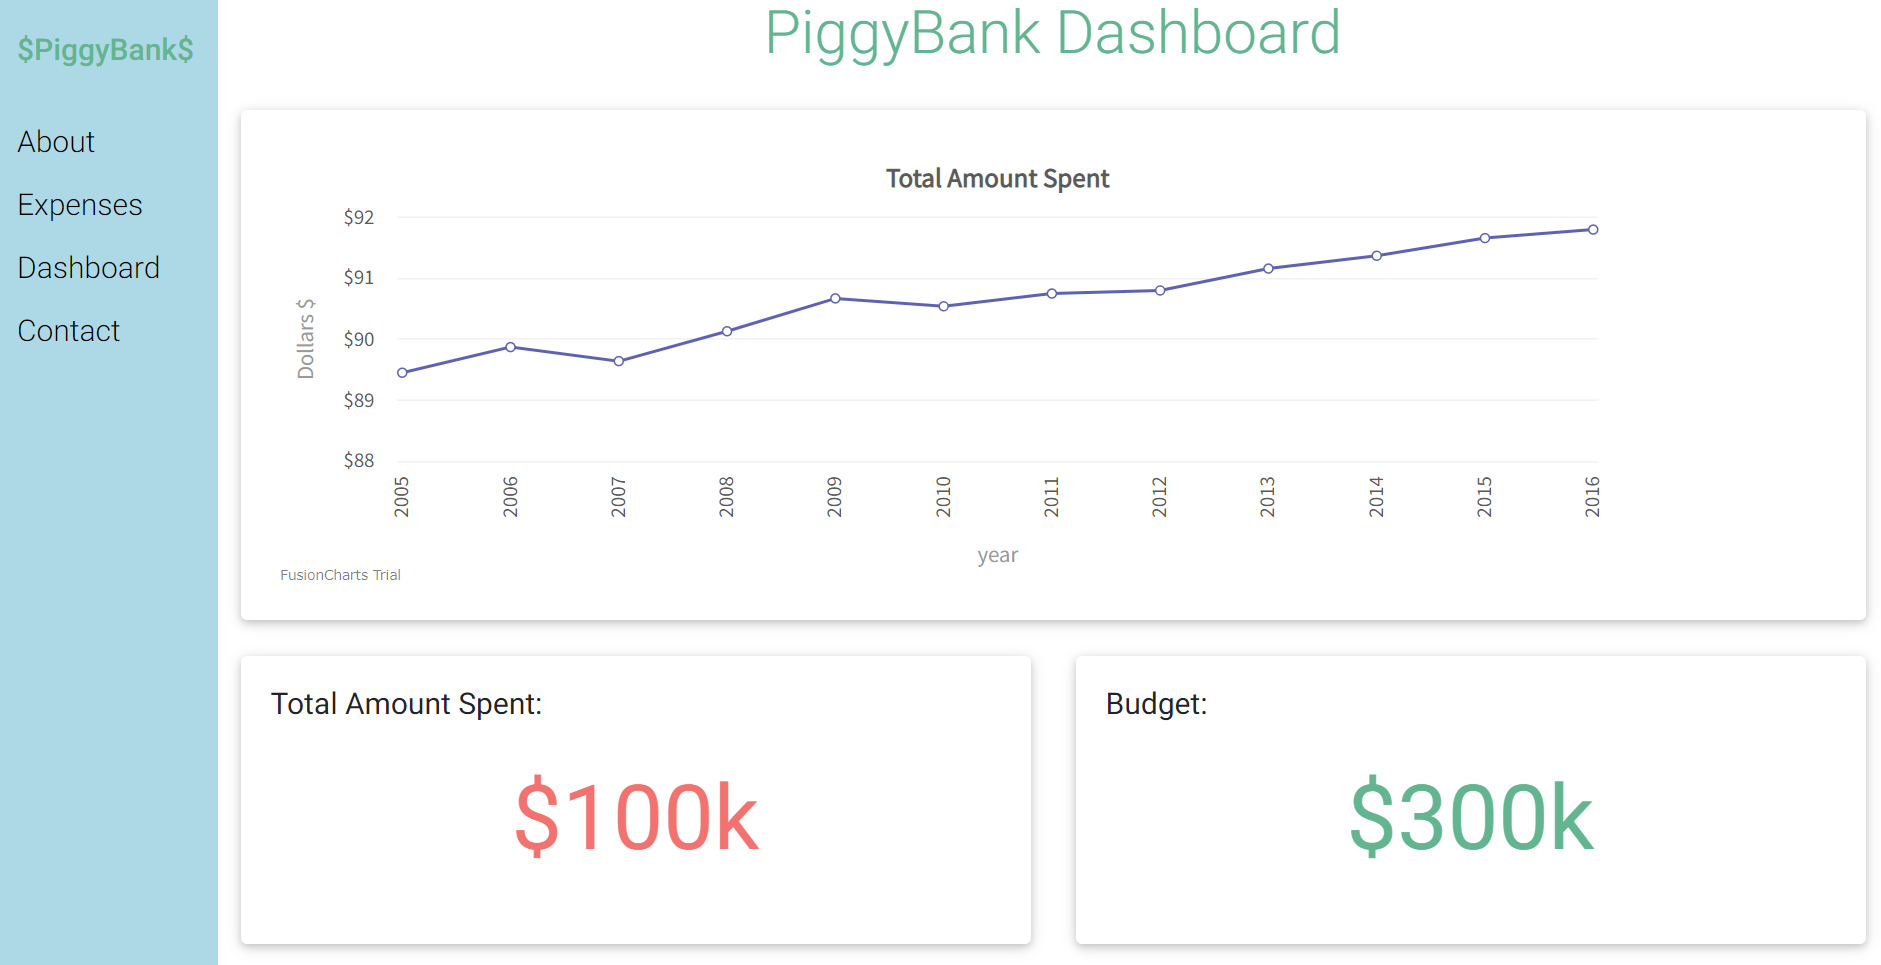 $PiggyBank$
About
Expenses
Dashboard
Contact
PiggyBank Dashboard
Total Amount Spent
$92
$91
$90
$89
$88
Dollars $
2005 2006 2007 2008 2009 2010 2011 2012 2013 2014 2015 2016
year
FusionCharts Trial
Total Amount Spent:
$100k
Budget:
$300k